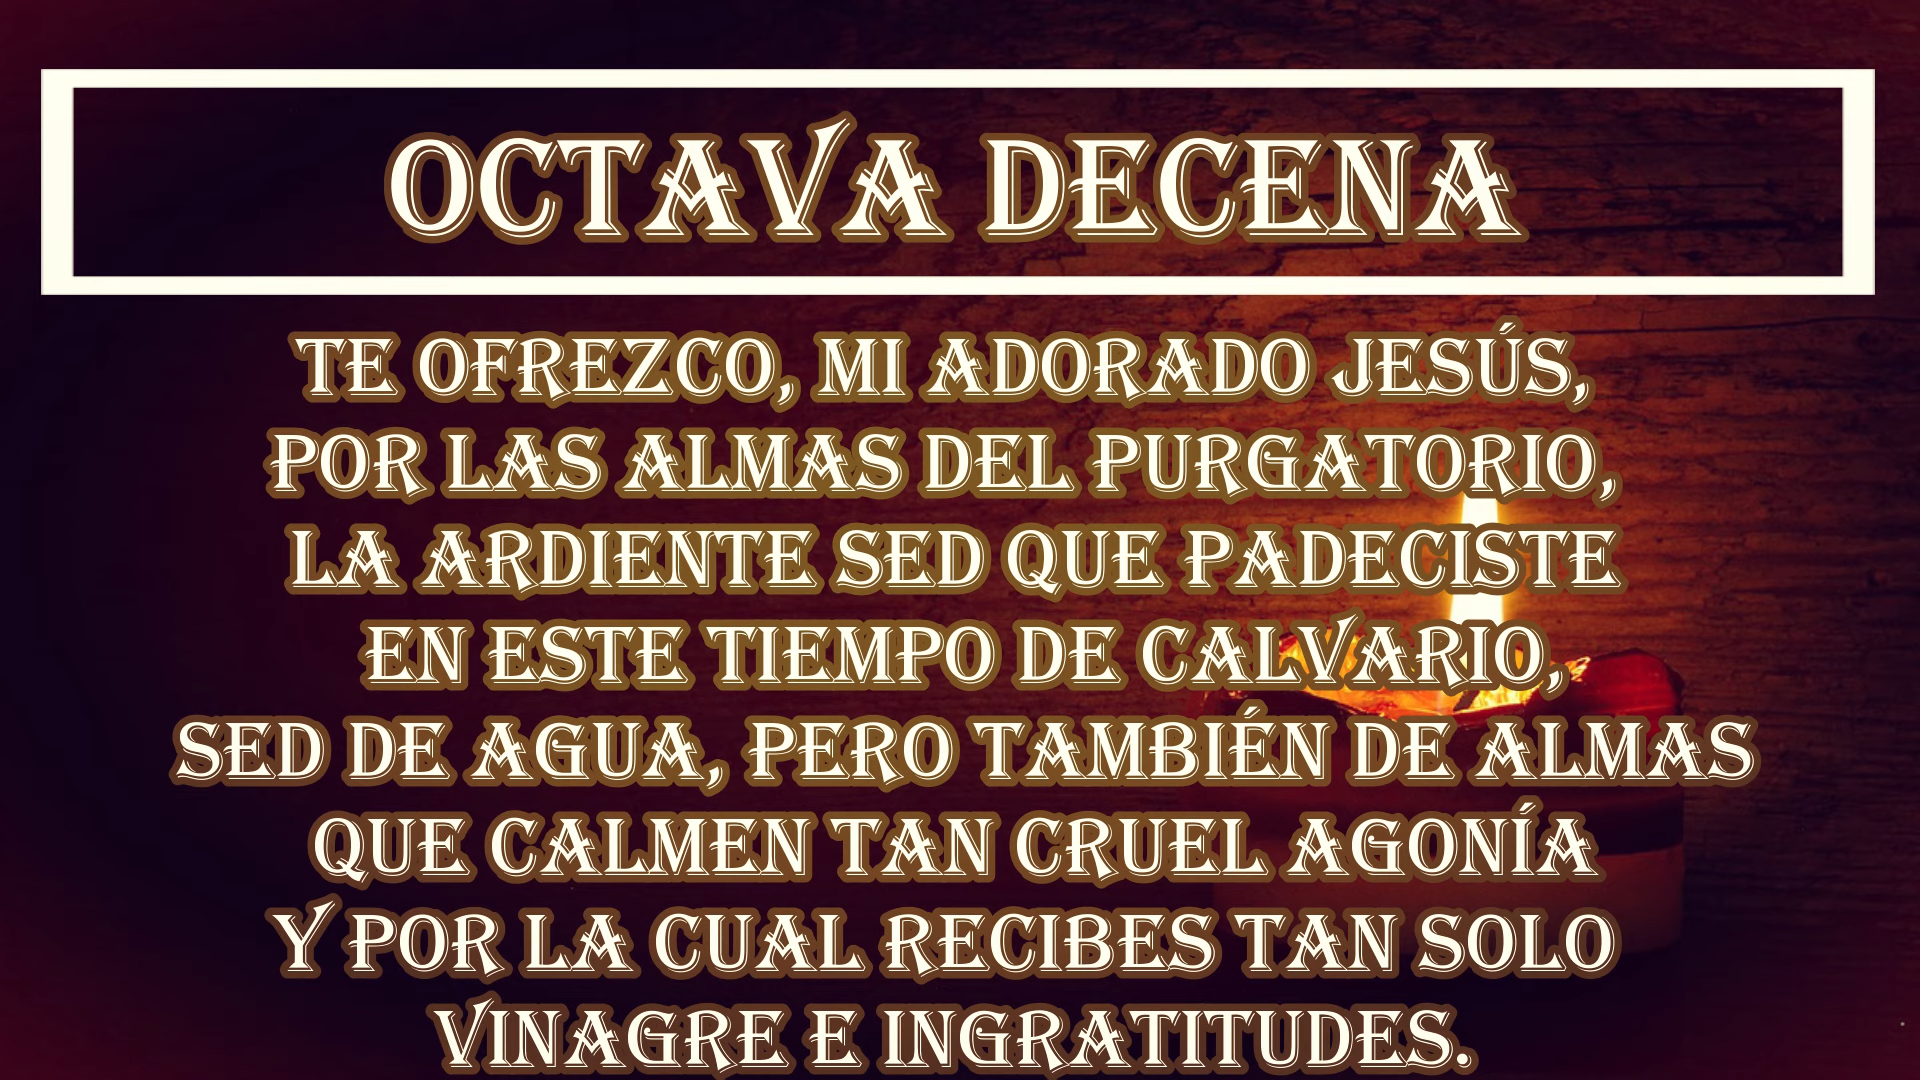 OCTAVA DECENA
TE OFREZCO, MI ADORADO JESÚS,
POR LAS ALMAS DEL PURGATORIO,
LA ARDIENTE SED QUE PADECISTE
EN ESTE TIEMPO DE CALVARIO,
SED DE AGUA, PERO TAMBIÉN DE ALMAS
QUE CALMEN TAN CRUEL AGONÍA
Y POR LA CUAL RECIBES TAN SOLO
VINAGRE E INGRATITUDES.